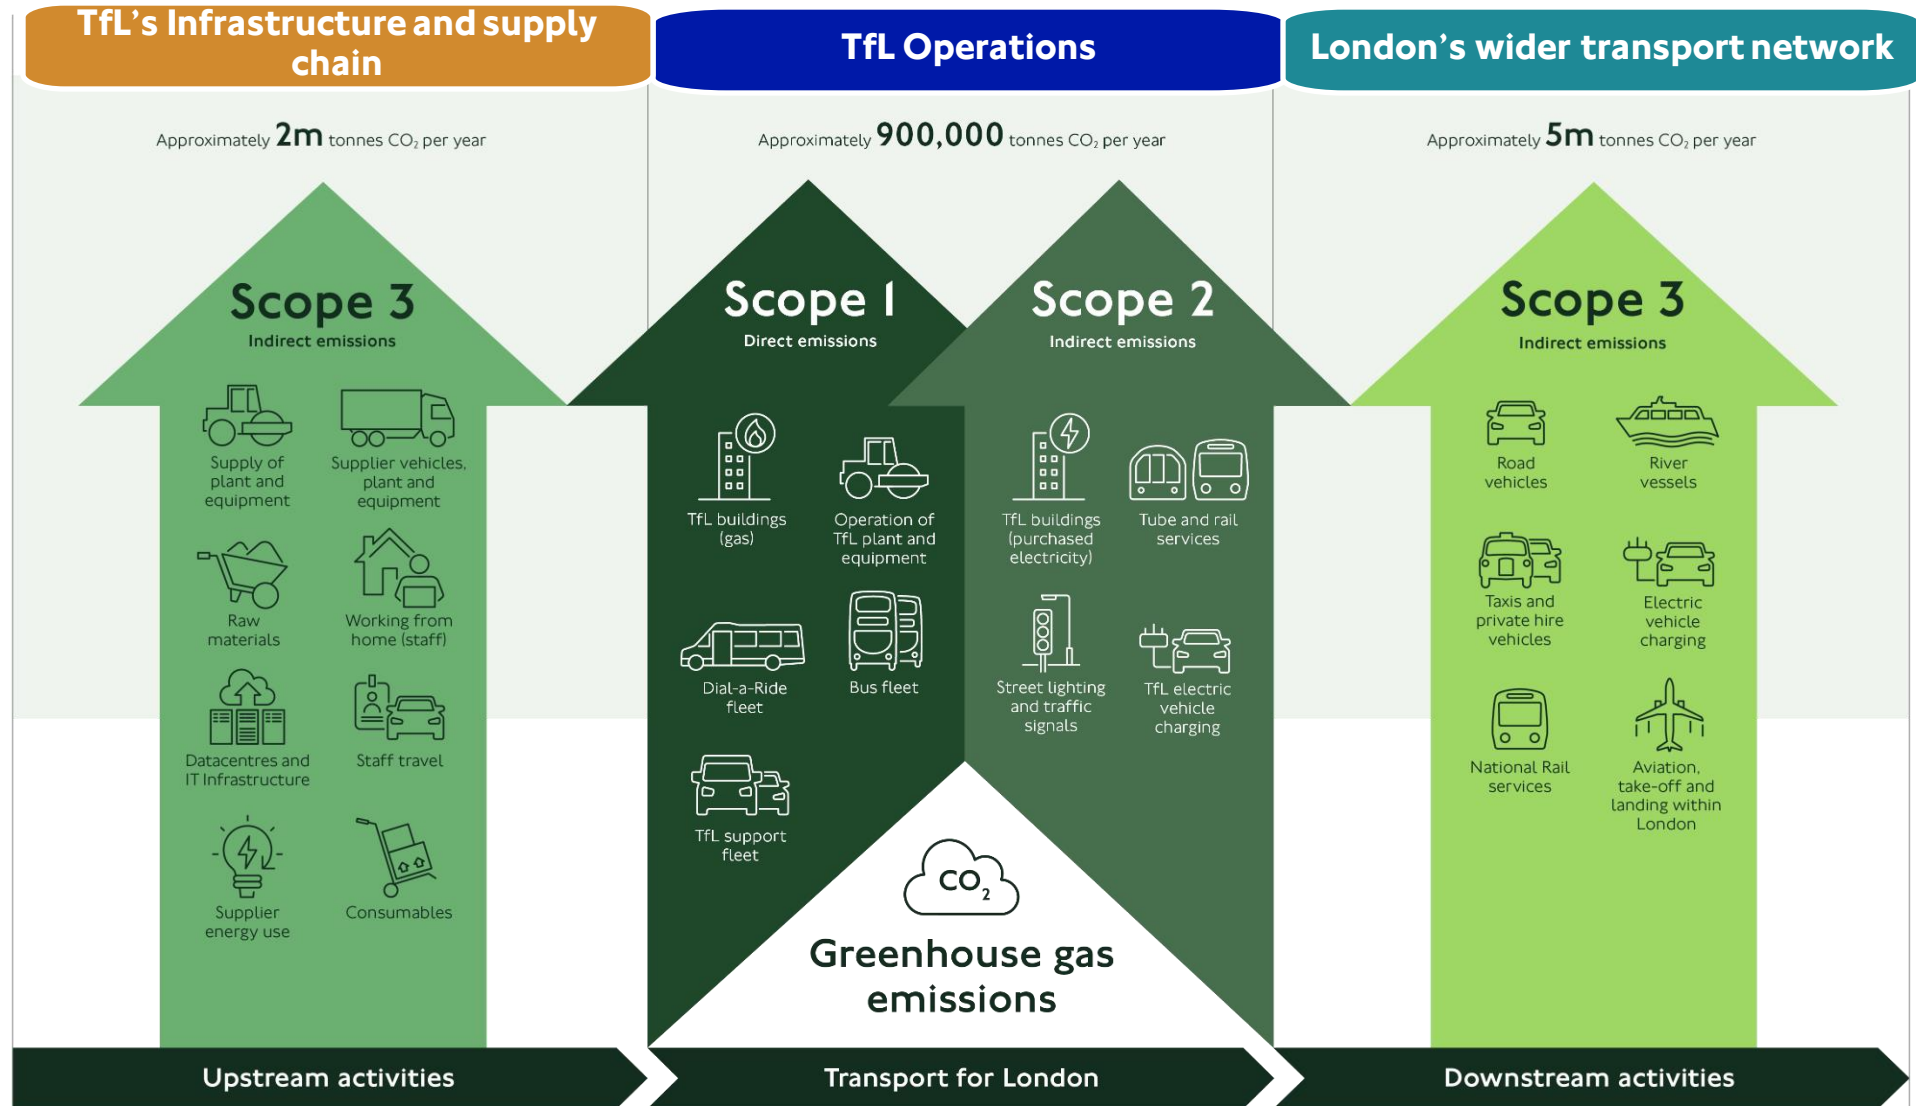 TfL's Infrastructure and supply
chain
TfL Operations
London's wider transport network
Approximately 2m tonnes CO₂ per year
Approximately 900,000 tonnes CO₂ per year
Approximately 5m tonnes CO₂ per year
Scope 3
Indirect emissions
Supply of
plant and
equipment
Supplier vehicles,
plant and
equipment
Raw
materials
Working from
home (staff)
Datacentres and
IT Infrastructure
Staff travel
Supplier
energy use
Consumables
Scope 1
Direct emissions
TfL buildings
(gas)
Operation of
TfL plant and
equipment
Dial-a-Ride
fleet
Bus fleet
TfL support
fleet
Scope 2
Indirect emissions
TfL buildings
(purchased
electricity)
Tube and rail
services
Street lighting
and traffic
signals
TfL electric
vehicle
charging
CO₂
Greenhouse gas
emissions
Scope 3
Indirect emissions
Road
vehicles
River
vessels
Taxis and
private hire
vehicles
Electric
vehicle
charging
National Rail
services
Aviation,
take-off and
landing within
London
Upstream activities
Transport for London
Downstream activities